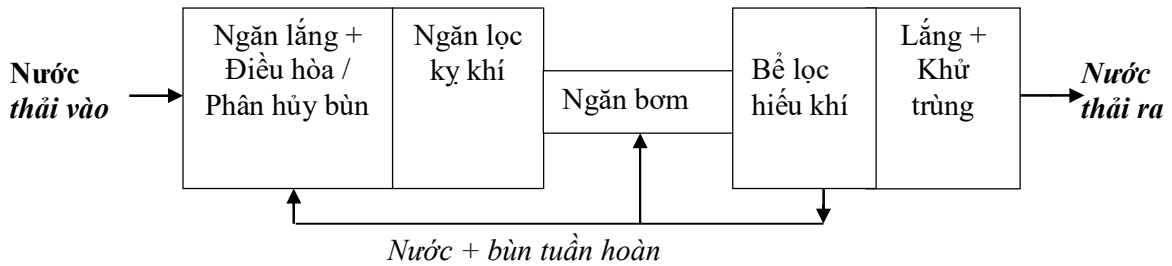 Nước
thải vào
Ngăn lắng +
Điều hòa /
Phân hủy bùn
Ngăn lọc
kỵ khí
Ngăn bơm
Bể lọc
hiếu khí
Lắng +
Khử
trùng
Nước
thải ra
Nước + bùn tuần hoàn